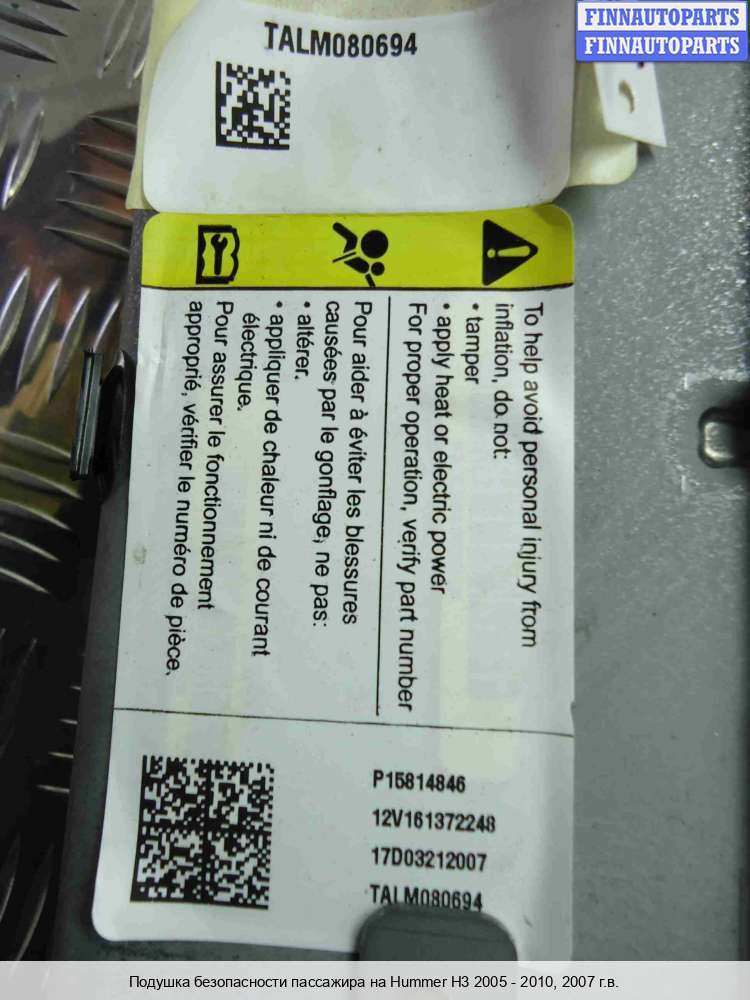 FINNAUTOPARTS
FINNAUTOPARTS
TALM080694
To help avoid personal injury from
inflation, do not:
• tamper
• apply heat or electric power
For proper operation, verify part number
Pour aider à éviter les blessures
causées par le gonflage, ne pas:
• altérer.
• appliquer de chaleur ni de courant
électrique.
Pour assurer le fonctionnement
approprié, vérifier le numéro de pièce.
P15814846
12V161372248
17D03212007
TALM080694
Подушка безопасности пассажира на Hummer H3 2005 - 2010, 2007 г.в.